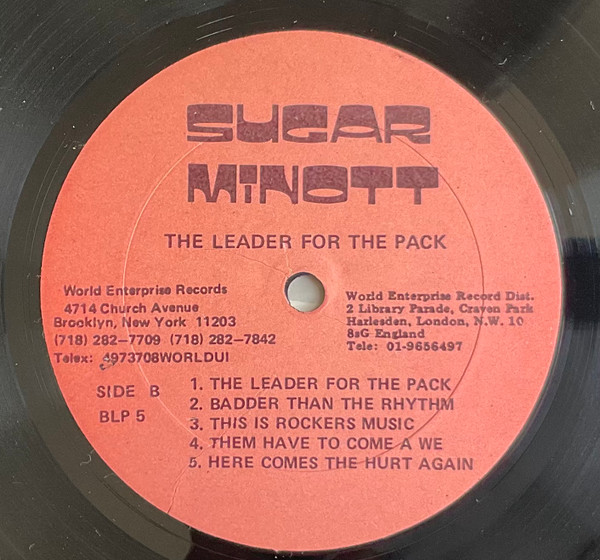 SUGAR
MINOTT
THE LEADER FOR THE PACK
World Enterprise Records
4714 Church Avenue
Brooklyn, New York 11203
(718) 282-7709 (718) 282-7842
Telex: 4973708WORLDUI
World Enterprise Record Dist.
2 Library Parade, Craven Park
Harlesden, London, N.W. 10
8sG England
Tele: 01-9656497
SIDE B
BLP 5
1. THE LEADER FOR THE PACK
2. BADDER THAN THE RHYTHM
3. THIS IS ROCKERS MUSIC
4. THEM HAVE TO COME A WE
5. HERE COMES THE HURT AGAIN